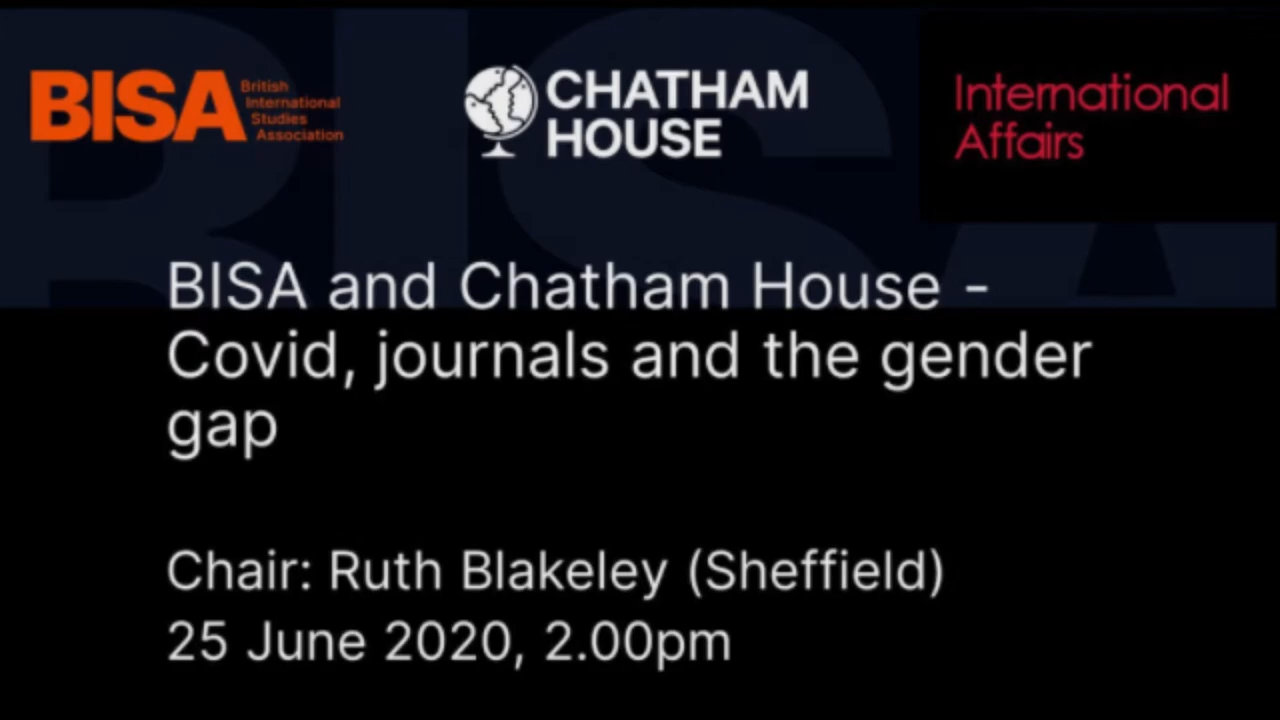 BISA
British
International
Studies
Association
CHATHAM
HOUSE
International
Affairs
BISA and Chatham House -
Covid, journals and the gender
gap
Chair: Ruth Blakeley (Sheffield)
25 June 2020, 2.00pm